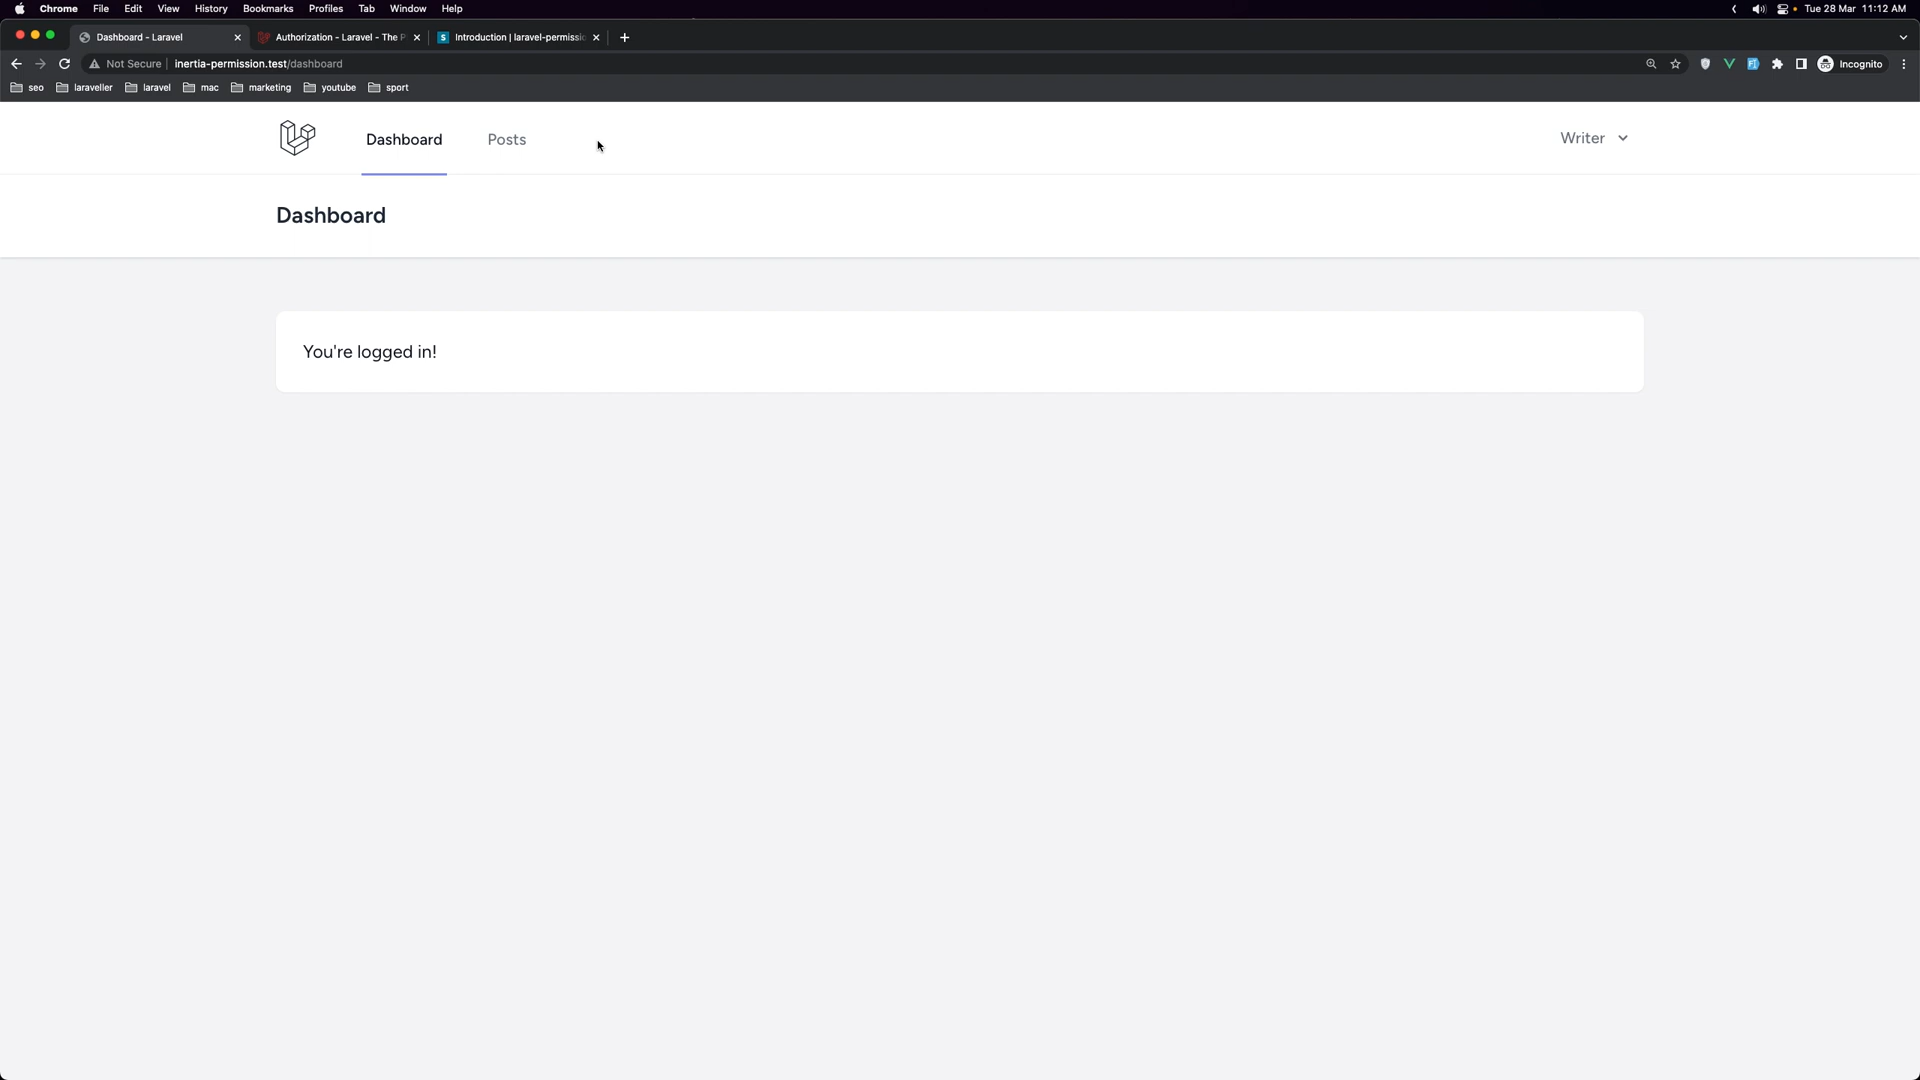 Chrome File Edit View History Bookmarks Profiles Tab Window Help Tue 28 Mar 11:12 AM
Dashboard - Laravel Authorization - Laravel - The P Introduction | laravel-permissi
Not Secure inertia-permission.test/dashboard Incognito
seo laraveller laravel mac marketing youtube sport
Dashboard Posts Writer
Dashboard
You're logged in!